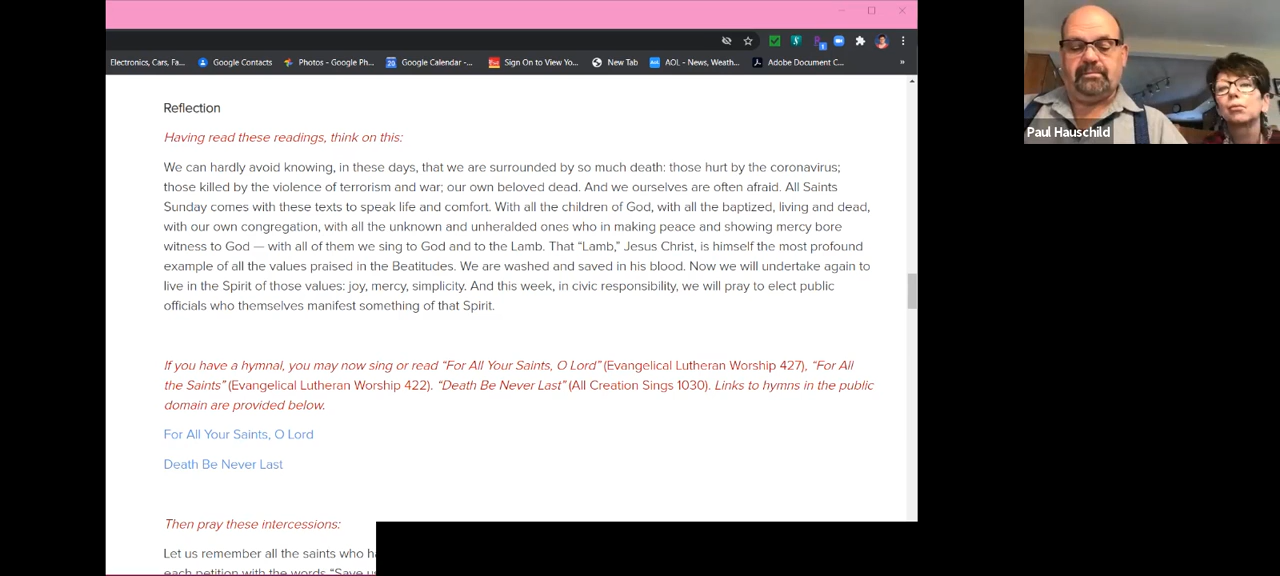 Electronics, Cars, Fa...
Google Contacts
Photos - Google Ph...
Google Calendar -...
Sign On to View Yo...
New Tab
AOL - News, Weath...
Adobe Document C...
»
Reflection
Having read these readings, think on this:
We can hardly avoid knowing, in these days, that we are surrounded by so much death: those hurt by the coronavirus;
those killed by the violence of terrorism and war; our own beloved dead. And we ourselves are often afraid. All Saints
Sunday comes with these texts to speak life and comfort. With all the children of God, with all the baptized, living and dead,
with our own congregation, with all the unknown and unheralded ones who in making peace and showing mercy bore
witness to God — with all of them we sing to God and to the Lamb. That “Lamb,” Jesus Christ, is himself the most profound
example of all the values praised in the Beatitudes. We are washed and saved in his blood. Now we will undertake again to
live in the Spirit of those values: joy, mercy, simplicity. And this week, in civic responsibility, we will pray to elect public
officials who themselves manifest something of that Spirit.
If you have a hymnal, you may now sing or read “For All Your Saints, O Lord” (Evangelical Lutheran Worship 427), “For All
the Saints” (Evangelical Lutheran Worship 422). “Death Be Never Last” (All Creation Sings 1030). Links to hymns in the public
domain are provided below.
For All Your Saints, O Lord
Death Be Never Last
Then pray these intercessions:
Let us remember all the saints who ha
each petition with the words “Save u
Paul Hauschild